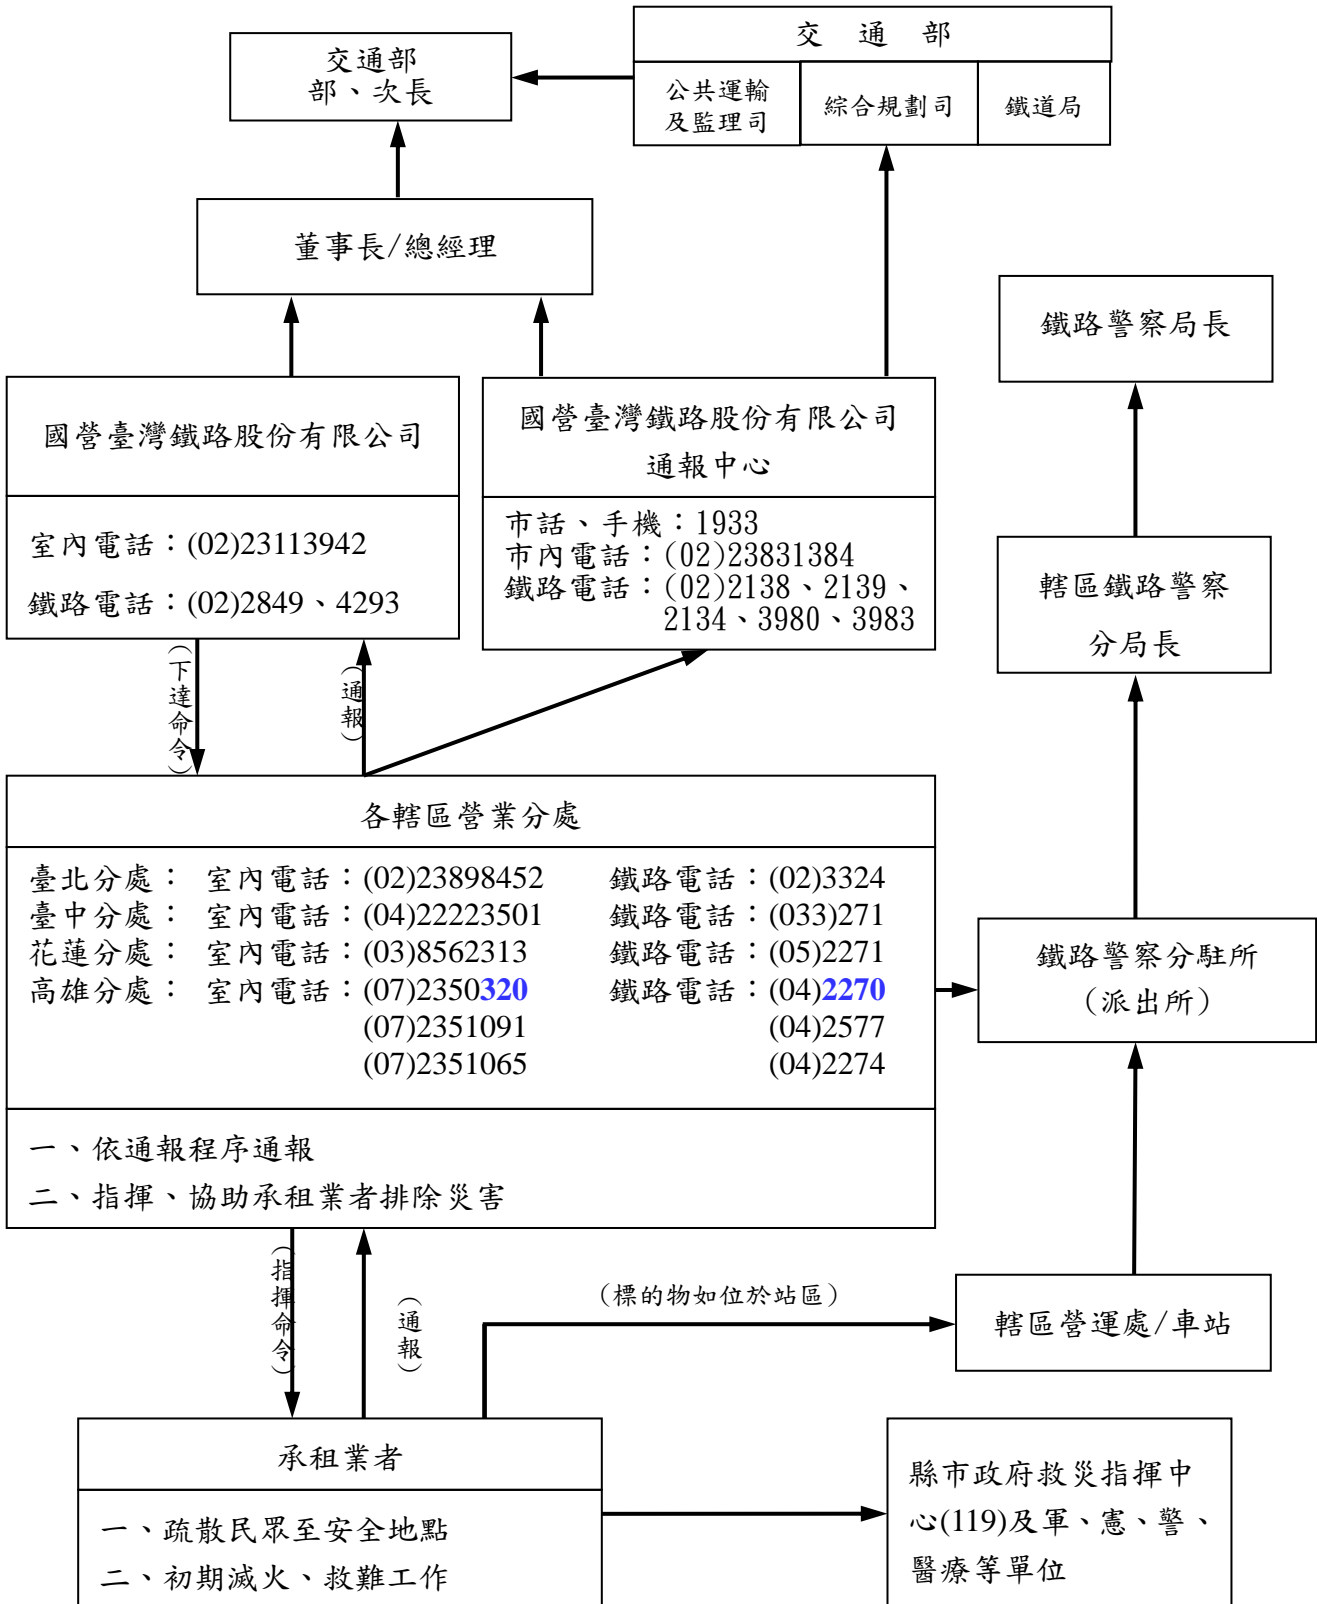 交通部
公共運輸
及監理司
綜合規劃司
鐵道局
交通部
部、次長
董事長/總經理
鐵路警察局長
國營臺灣鐵路股份有限公司
室內電話：(02)23113942
鐵路電話：(02)2849、4293
國營臺灣鐵路股份有限公司
通報中心
市話、手機：1933
市內電話：(02)23831384
鐵路電話：(02)2138、2139、
2134、3980、3983
轄區鐵路警察
分局長
(下達命令)
(通報)
各轄區營業分處
臺北分處： 室內電話：(02)23898452 鐵路電話：(02)3324
臺中分處： 室內電話：(04)22223501 鐵路電話：(033)271
花蓮分處： 室內電話：(03)8562313 鐵路電話：(05)2271
高雄分處： 室內電話：(07)2350320 鐵路電話：(04)2270
(07)2351091 (04)2577
(07)2351065 (04)2274
一、依通報程序通報
二、指揮、協助承租業者排除災害
鐵路警察分駐所
（派出所）
(指揮命令)
(通報)
（標的物如位於站區）
轄區營運處/車站
承租業者
一、疏散民眾至安全地點
二、初期滅火、救難工作
縣市政府救災指揮中
心(119)及軍、憲、警、
醫療等單位